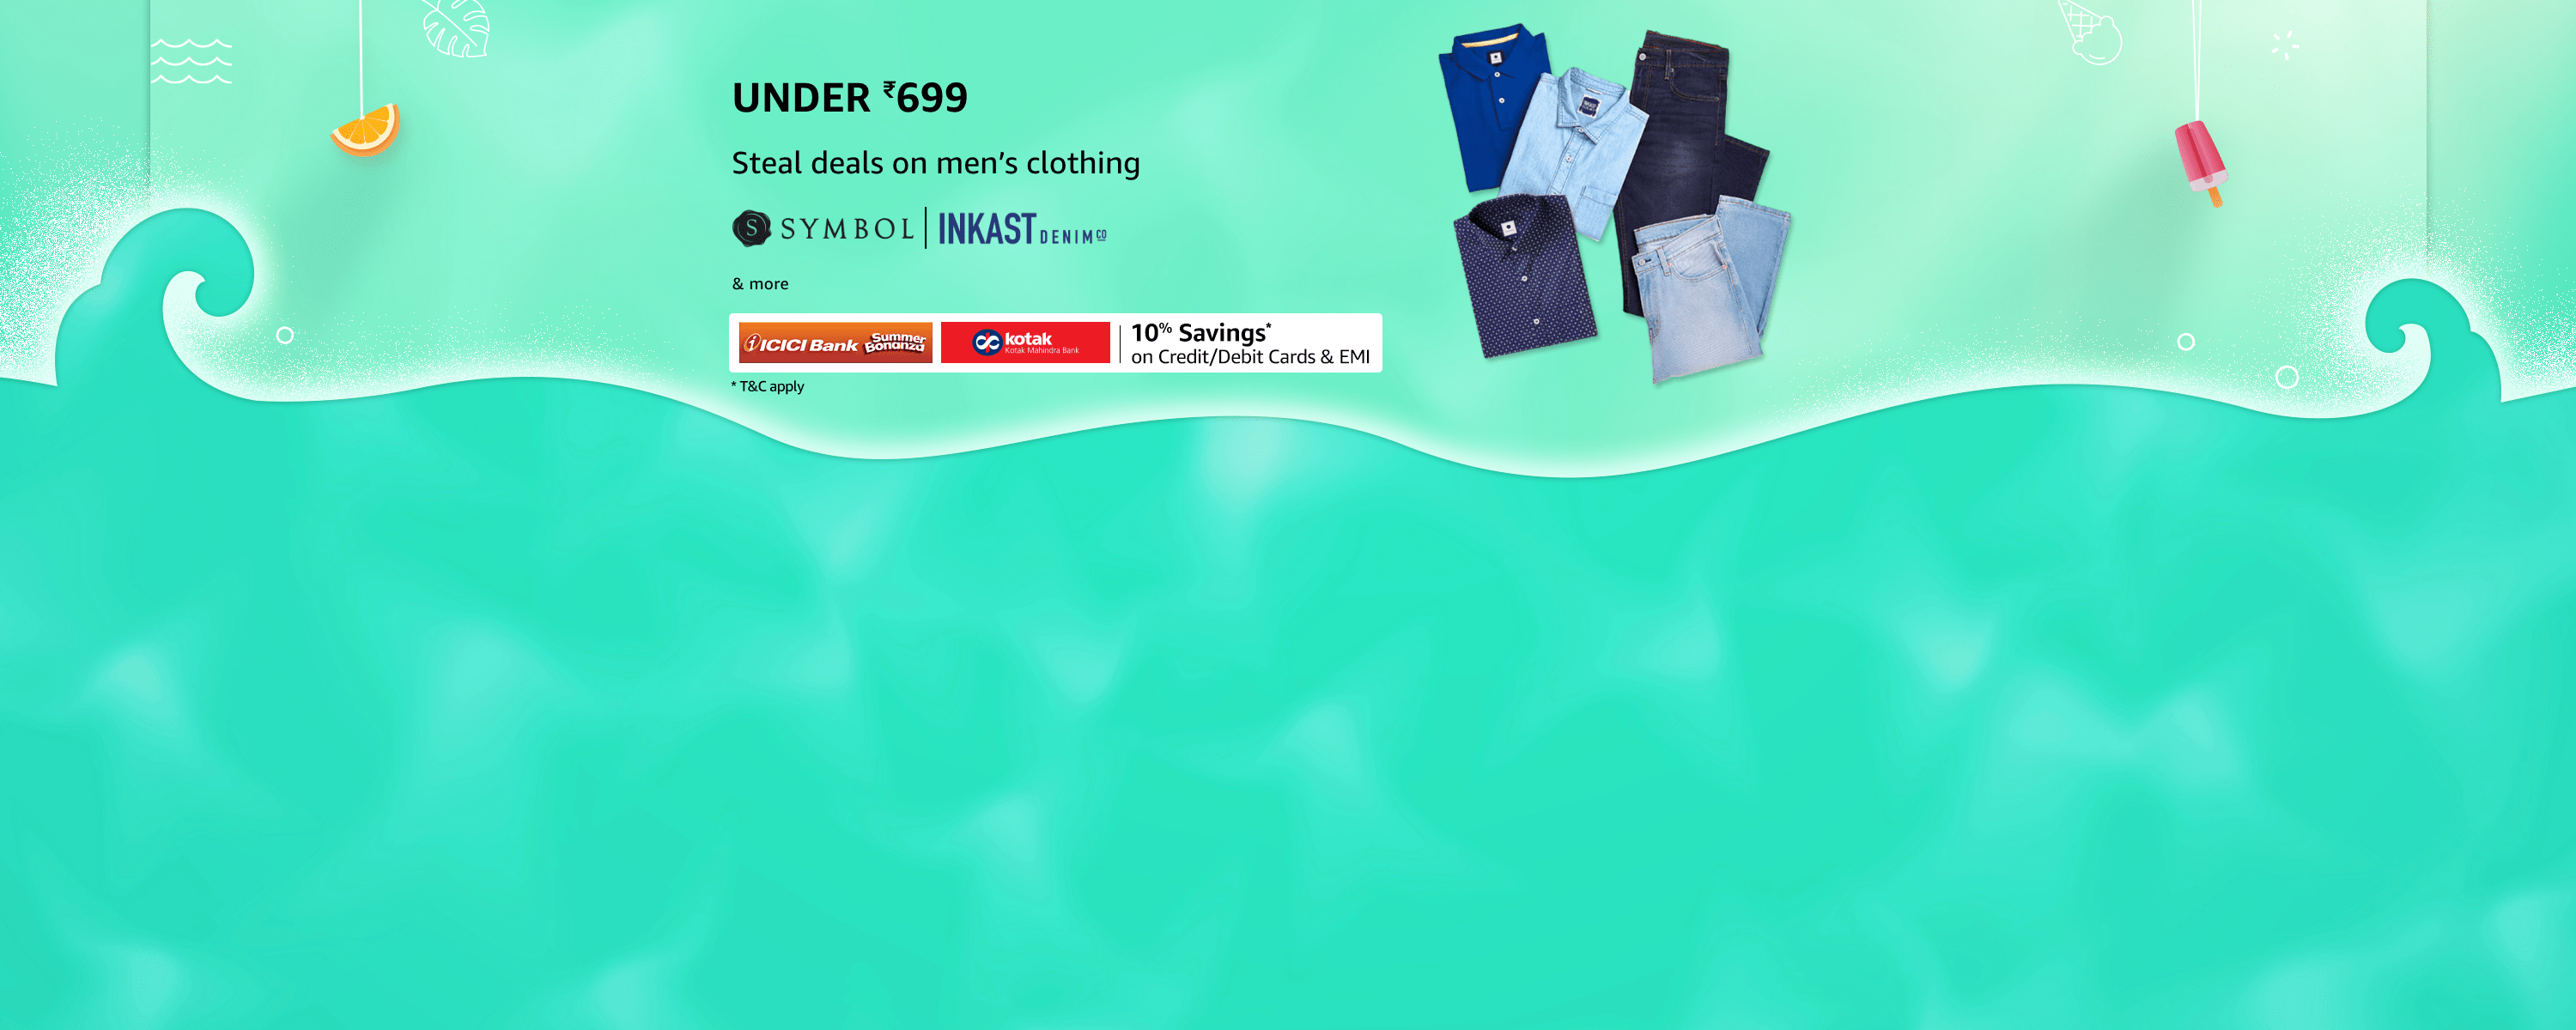 UNDER ₹699
Steal deals on men's clothing
S SYMBOL | INKAST DENIM CO
& more
ICICI Bank Summer Bonanza
kotak
Kotak Mahindra Bank
10% Savings*
on Credit/Debit Cards & EMI
* T&C apply